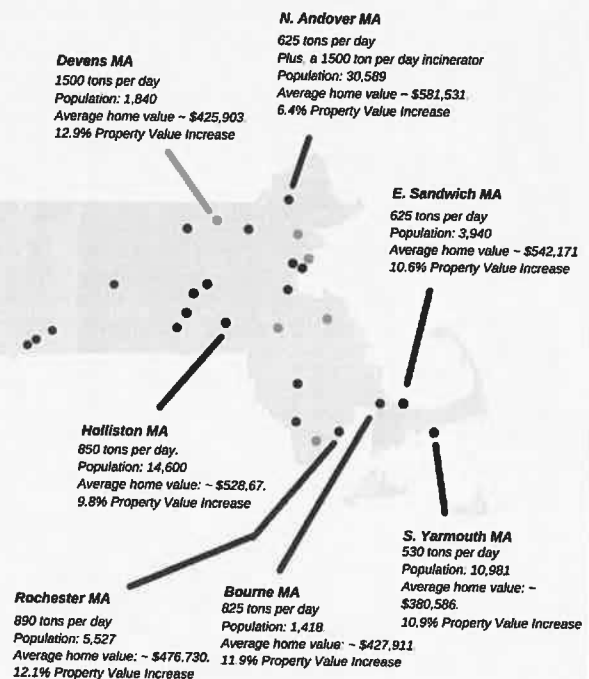 N. Andover MA
625 tons per day
Plus, a 1500 ton per day incinerator
Population: 30,589
Average home value ~ $581,531.
6.4% Property Value Increase
Devens MA
1500 tons per day
Population: 1,840
Average home value ~ $425,903.
12.9% Property Value Increase
E. Sandwich MA
625 tons per day
Population: 3,940
Average home value ~ $542,171
10.6% Property Value Increase
Holliston MA
850 tons per day.
Population: 14,600
Average home value: ~ $528,67.
9.8% Property Value Increase
S. Yarmouth MA
530 tons per day
Population: 10,981
Average home value: ~
$380,586.
10.9% Property Value Increase
Rochester MA
890 tons per day
Population: 5,527
Average home value: ~ $476,730.
12.1% Property Value Increase
Bourne MA
825 tons per day
Population: 1,418
Average home value: ~ $427,911
11.9% Property Value Increase